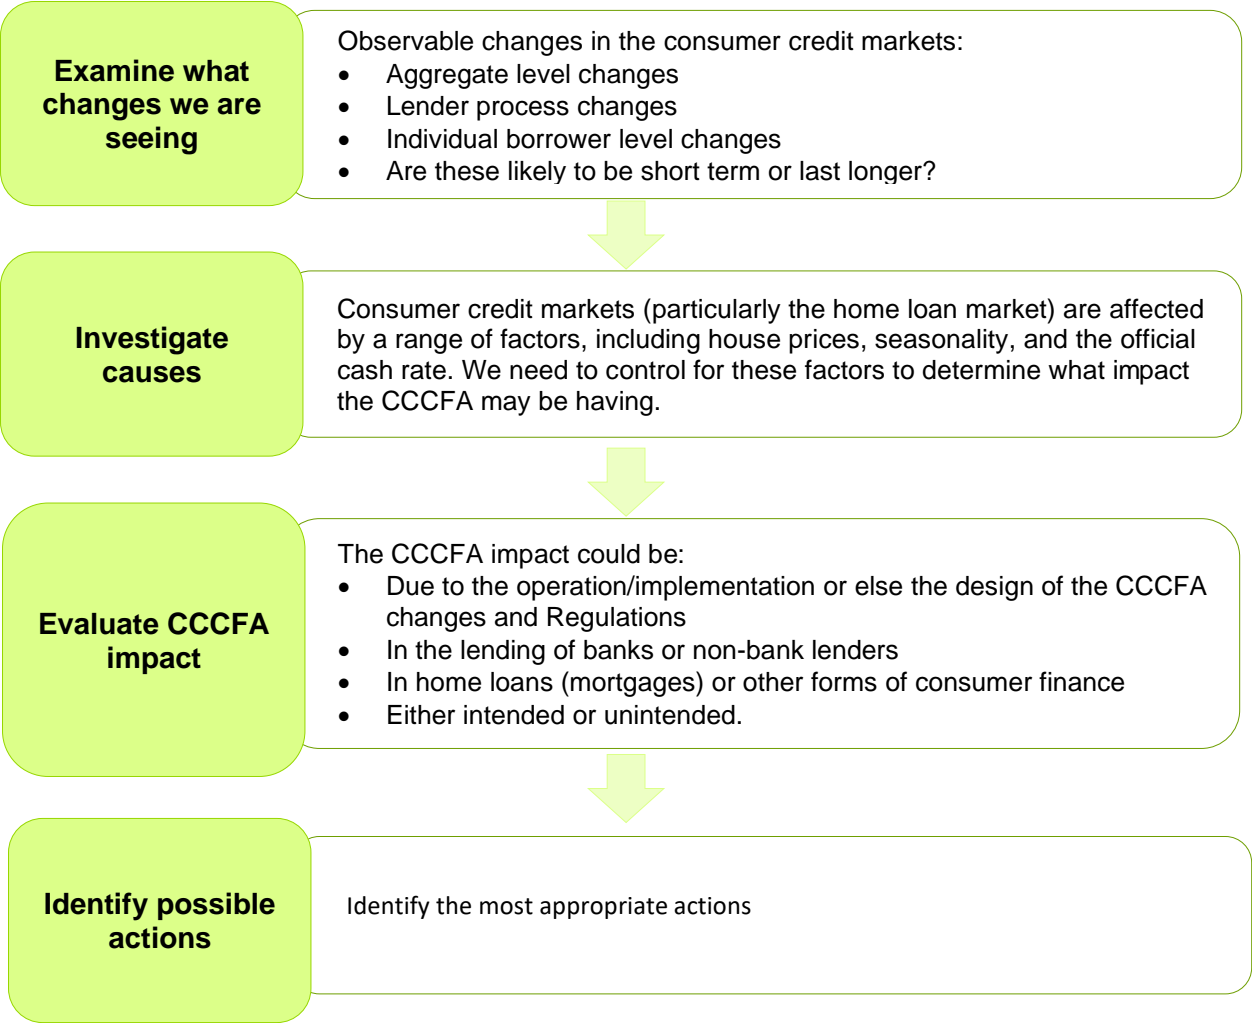 Examine what
changes we are
seeing
Observable changes in the consumer credit markets:
• Aggregate level changes
• Lender process changes
• Individual borrower level changes
• Are these likely to be short term or last longer?
Investigate
causes
Consumer credit markets (particularly the home loan market) are affected
by a range of factors, including house prices, seasonality, and the official
cash rate. We need to control for these factors to determine what impact
the CCCFA may be having.
Evaluate CCCFA
impact
The CCCFA impact could be:
• Due to the operation/implementation or else the design of the CCCFA
changes and Regulations
• In the lending of banks or non-bank lenders
• In home loans (mortgages) or other forms of consumer finance
• Either intended or unintended.
Identify possible
actions
Identify the most appropriate actions